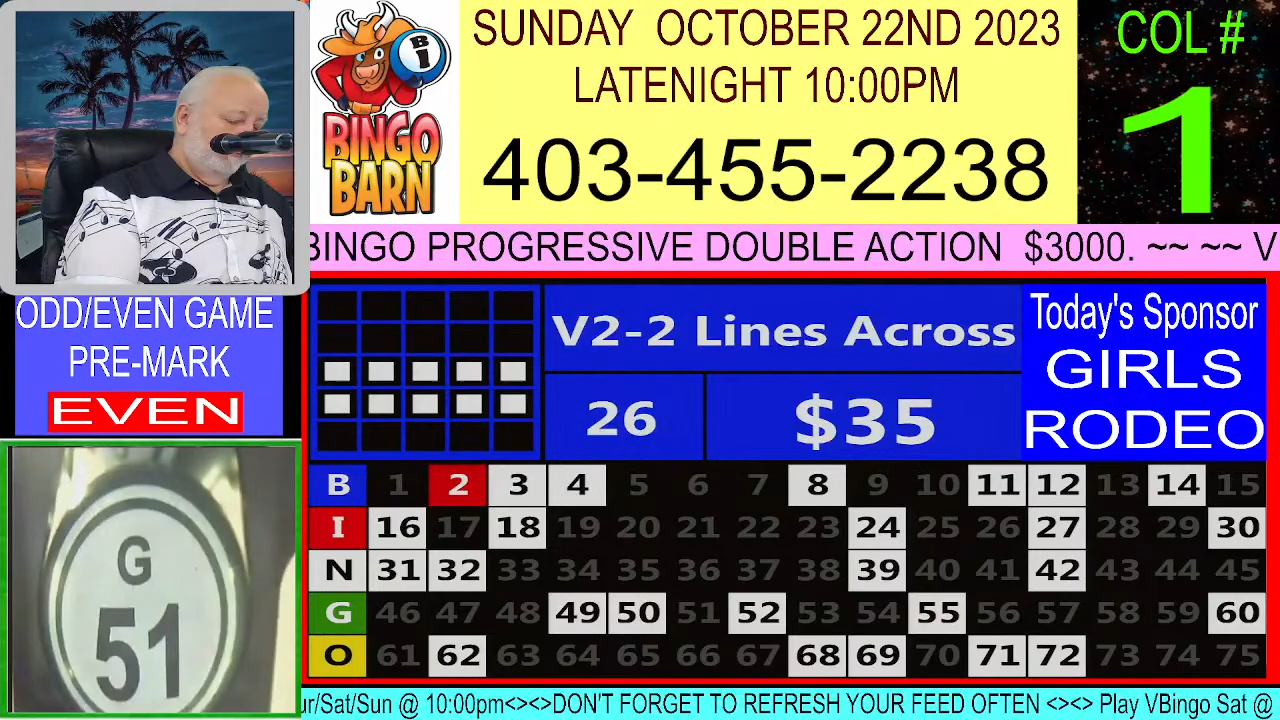 SUNDAY OCTOBER 22ND 2023
LATENIGHT 10:00PM
403-455-2238
BI
BINGO
BARN
COL #
1
BINGO PROGRESSIVE DOUBLE ACTION $3000. ~~ ~~ V
ODD/EVEN GAME
PRE-MARK
EVEN
V2-2 Lines Across
26 $35
Today's Sponsor
GIRLS
RODEO
B 1 2 3 4 5 6 7 8 9 10 11 12 13 14 15
I 16 17 18 19 20 21 22 23 24 25 26 27 28 29 30
N 31 32 33 34 35 36 37 38 39 40 41 42 43 44 45
G 46 47 48 49 50 51 52 53 54 55 56 57 58 59 60
O 61 62 63 64 65 66 67 68 69 70 71 72 73 74 75
G
51
ur/Sat/Sun @ 10:00pm<><>DON'T FORGET TO REFRESH YOUR FEED OFTEN <><> Play VBingo Sat @